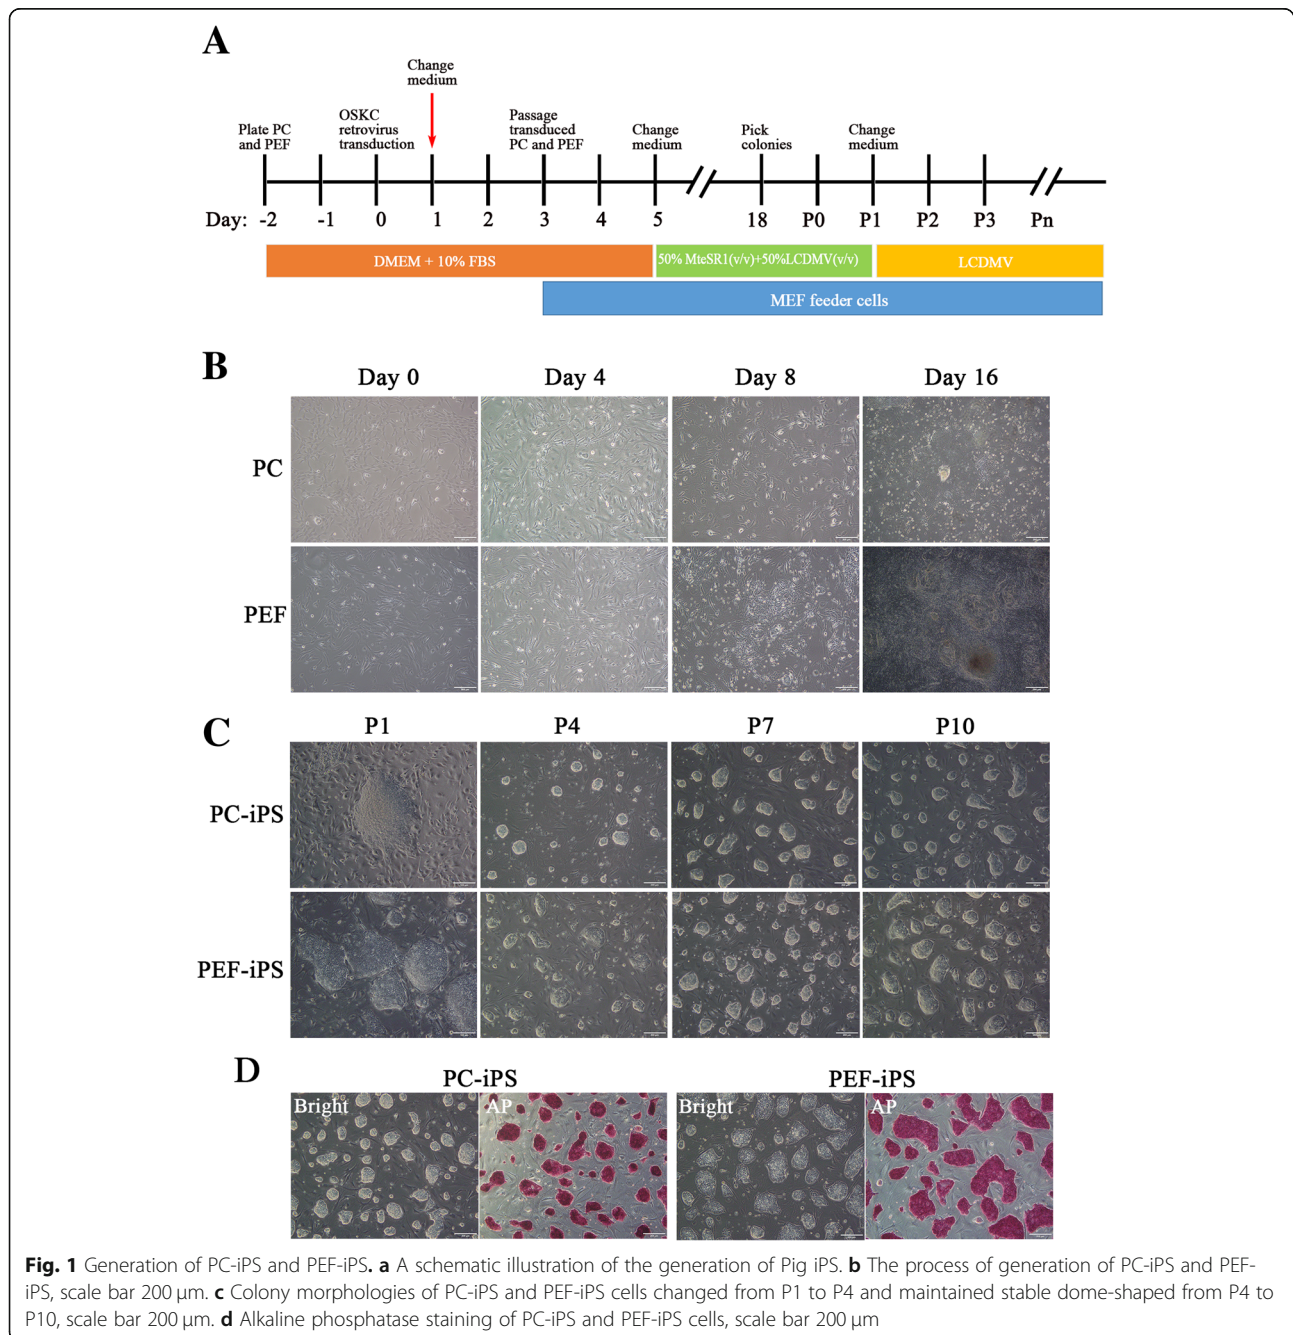 A
Change
medium
Plate PC
and PEF
OSKC
retrovirus
transduction
Passage
transduced
PC and PEF
Change
medium
Pick
colonies
Change
medium
Day: -2 -1 0 1 2 3 4 5 18 P0 P1 P2 P3 Pn
DMEM + 10% FBS
50% MteSR1(v/v)+50%LCDMV(v/v)
LCDMV
MEF feeder cells
B
Day 0 Day 4 Day 8 Day 16
PC
PEF
C
P1 P4 P7 P10
PC-iPS
PEF-iPS
D
PC-iPS PEF-iPS
Bright AP Bright AP
Fig. 1 Generation of PC-iPS and PEF-iPS. a A schematic illustration of the generation of Pig iPS. b The process of generation of PC-iPS and PEF-
iPS, scale bar 200 μm. c Colony morphologies of PC-iPS and PEF-iPS cells changed from P1 to P4 and maintained stable dome-shaped from P4 to
P10, scale bar 200 μm. d Alkaline phosphatase staining of PC-iPS and PEF-iPS cells, scale bar 200 μm